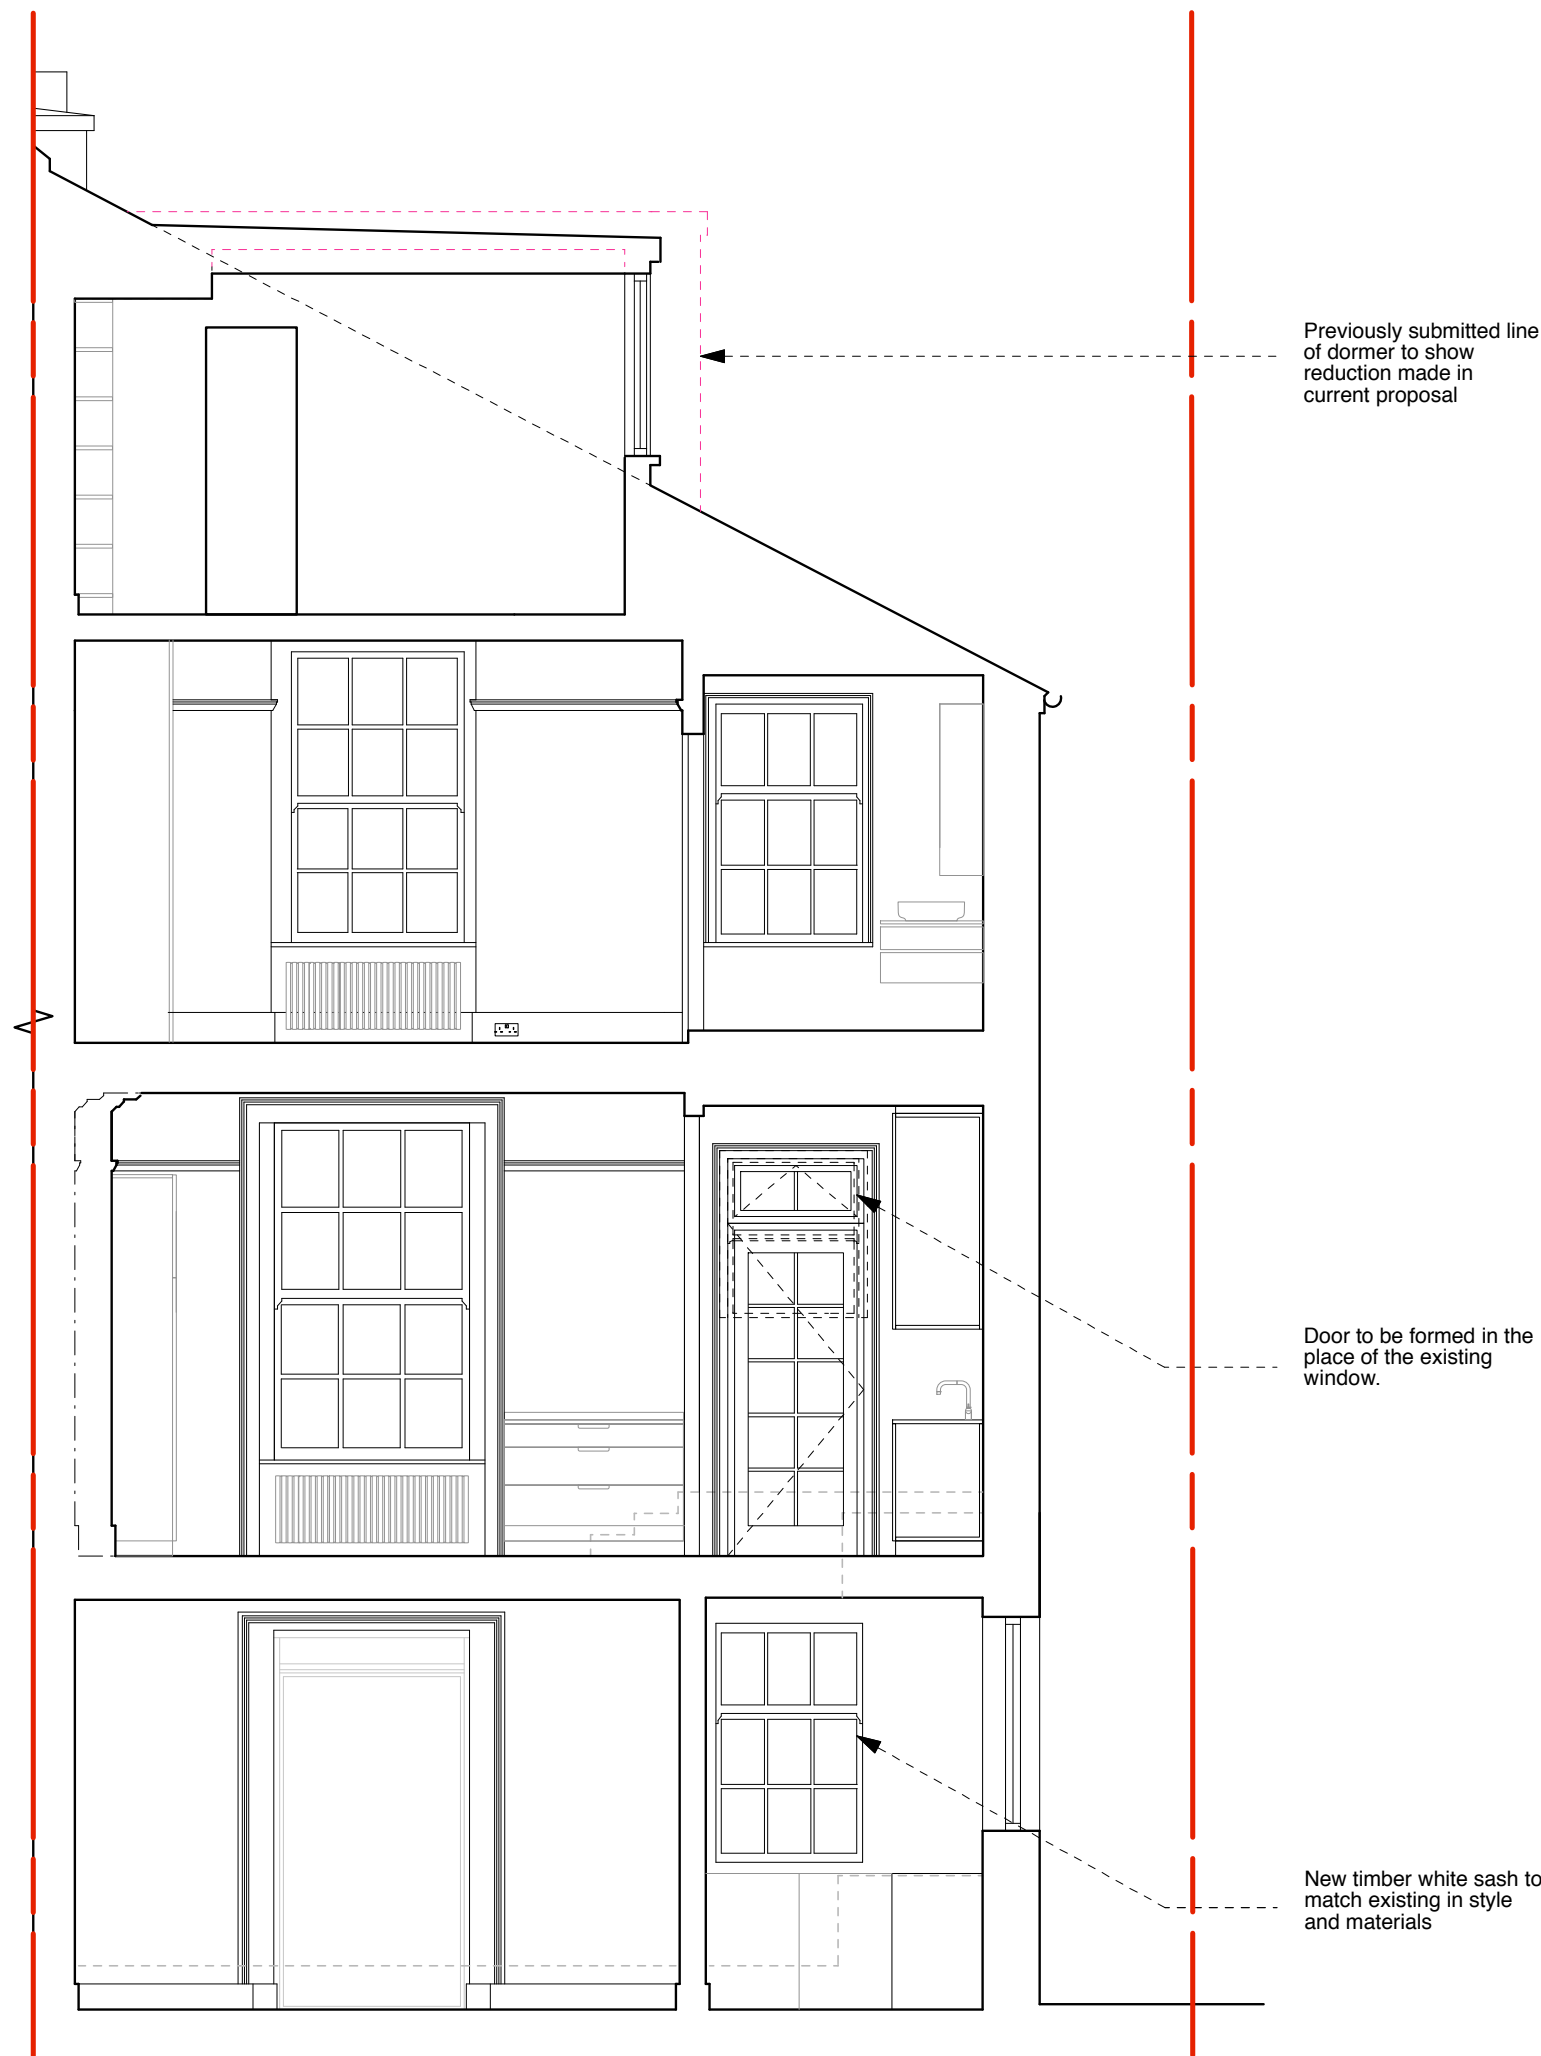 Previously submitted line
of dormer to show
reduction made in
current proposal
Door to be formed in the
place of the existing
window.
New timber white sash to
match existing in style
and materials